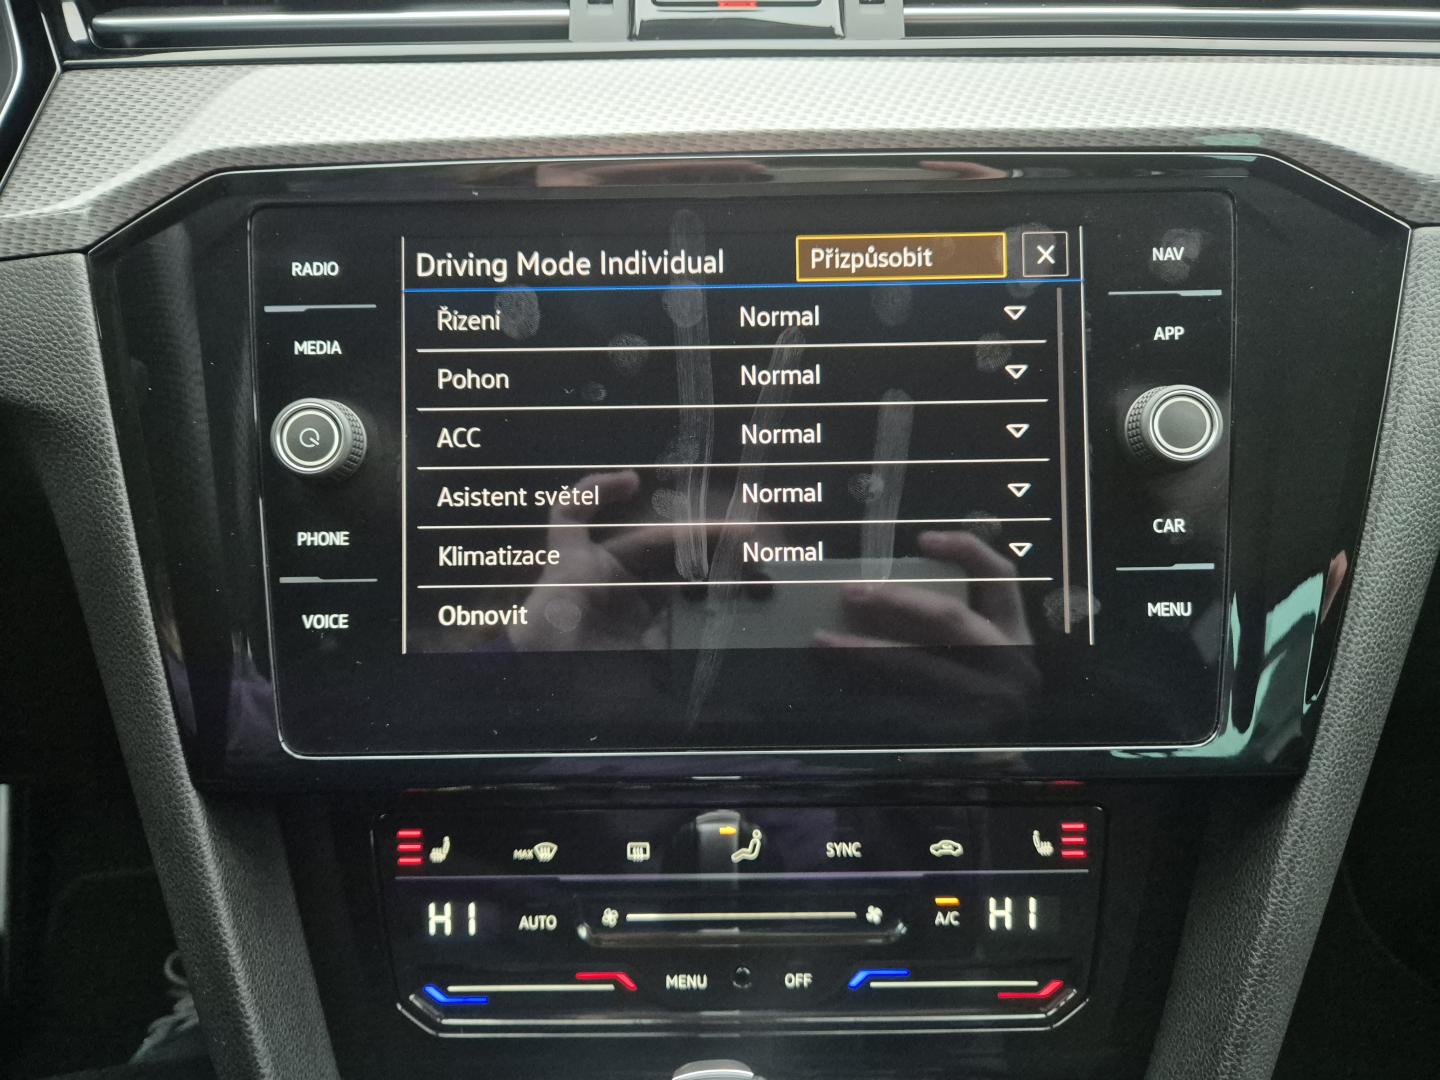 RADIO
MEDIA
PHONE
VOICE
Driving Mode Individual Přizpůsobit
Řízení Normal
Pohon Normal
ACC Normal
Asistent světel Normal
Klimatizace Normal
Obnovit
NAV
APP
CAR
MENU
MAX SYNC
HI AUTO A/C HI
MENU OFF